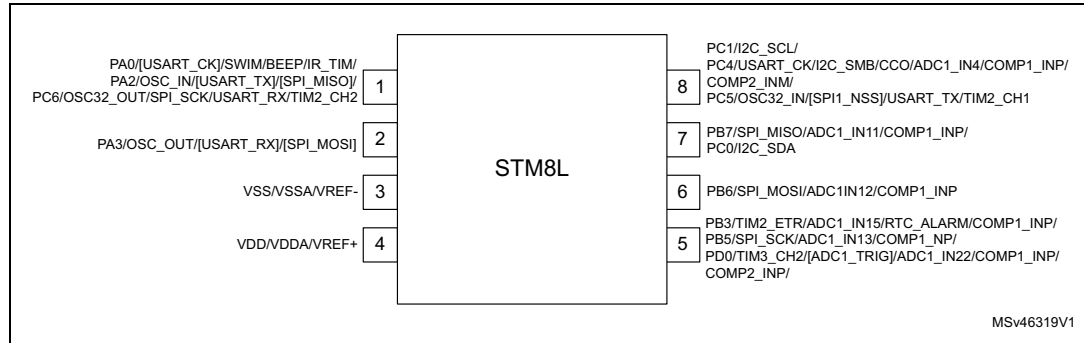 PA0/[USART_CK]/SWIM/BEEP/IR_TIM/
PA2/OSC_IN/[USART_TX]/[SPI_MISO]/
PC6/OSC32_OUT/SPI_SCK/USART_RX/TIM2_CH2
1
PA3/OSC_OUT/[USART_RX]/[SPI_MOSI]
2
VSS/VSSA/VREF-
3
VDD/VDDA/VREF+
4
STM8L
8
PC1/I2C_SCL/
PC4/USART_CK/I2C_SMB/CCO/ADC1_IN4/COMP1_INP/
COMP2_INM/
PC5/OSC32_IN/[SPI1_NSS]/USART_TX/TIM2_CH1
7
PB7/SPI_MISO/ADC1_IN11/COMP1_INP/
PC0/I2C_SDA
6
PB6/SPI_MOSI/ADC1IN12/COMP1_INP
5
PB3/TIM2_ETR/ADC1_IN15/RTC_ALARM/COMP1_INP/
PB5/SPI_SCK/ADC1_IN13/COMP1_NP/
PD0/TIM3_CH2/[ADC1_TRIG]/ADC1_IN22/COMP1_INP/
COMP2_INP/
MSv46319V1